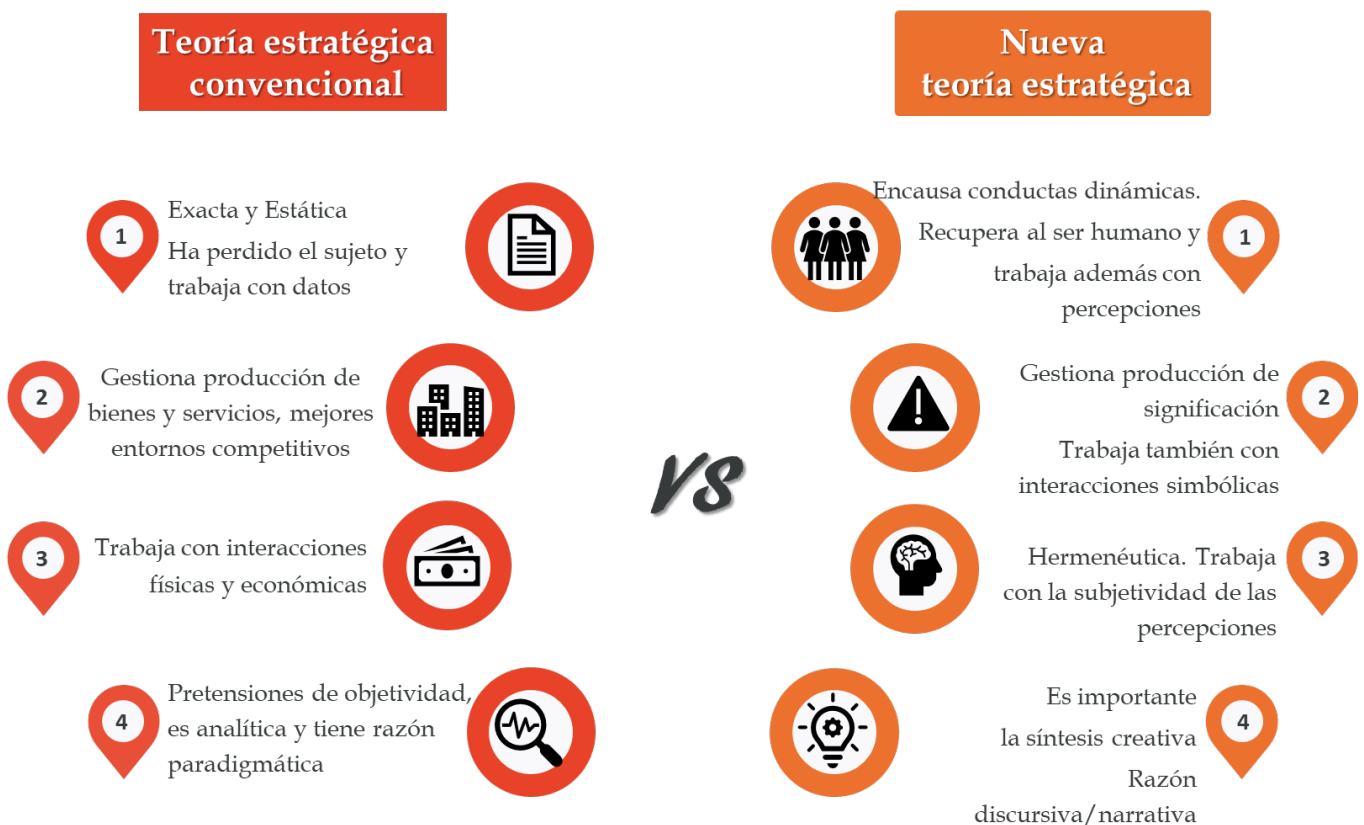 Teoría estratégica
convencional
1
Exacta y Estática
Ha perdido el sujeto y
trabaja con datos
2
Gestiona producción de
bienes y servicios, mejores
entornos competitivos
3
Trabaja con interacciones
físicas y económicas
4
Pretensiones de objetividad,
es analítica y tiene razón
paradigmática
VS
Nueva
teoría estratégica
Encausa conductas dinámicas.
Recupera al ser humano y
trabaja además con
percepciones
1
Gestiona producción de
significación
Trabaja también con
interacciones simbólicas
2
Hermenéutica. Trabaja
con la subjetividad de las
percepciones
3
Es importante
la síntesis creativa
Razón
discursiva/narrativa
4